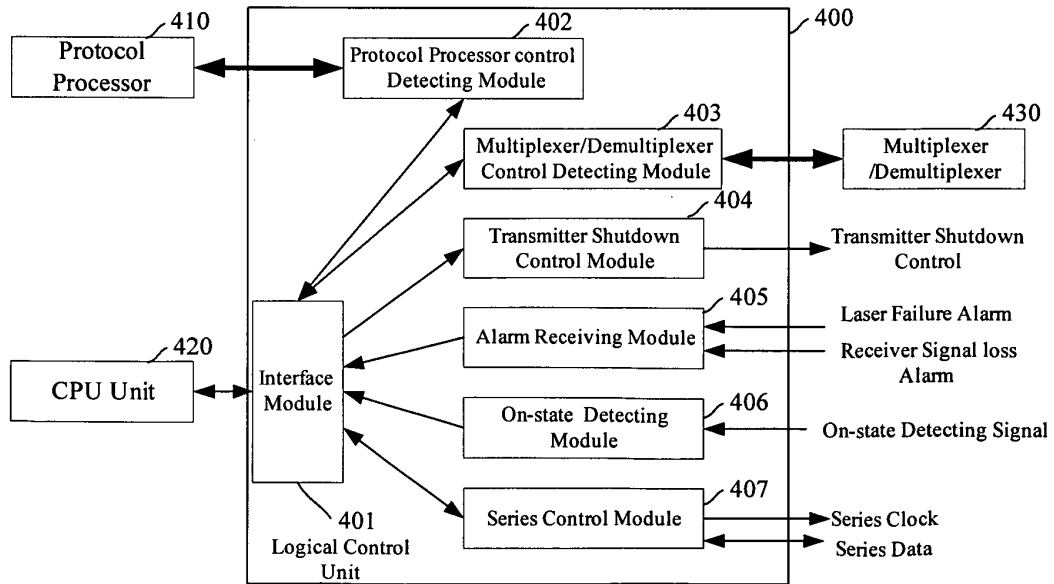 410
Protocol
Processor
402
Protocol Processor control
Detecting Module
400
403
Multiplexer/Demultiplexer
Control Detecting Module
430
Multiplexer
/Demultiplexer
404
Transmitter Shutdown
Control Module
Transmitter Shutdown
Control
405
Alarm Receiving Module
Laser Failure Alarm
Receiver Signal loss
Alarm
420
CPU Unit
Interface
Module
406
On-state Detecting
Module
On-state Detecting Signal
407
Series Control Module
Series Clock
Series Data
401
Logical Control
Unit